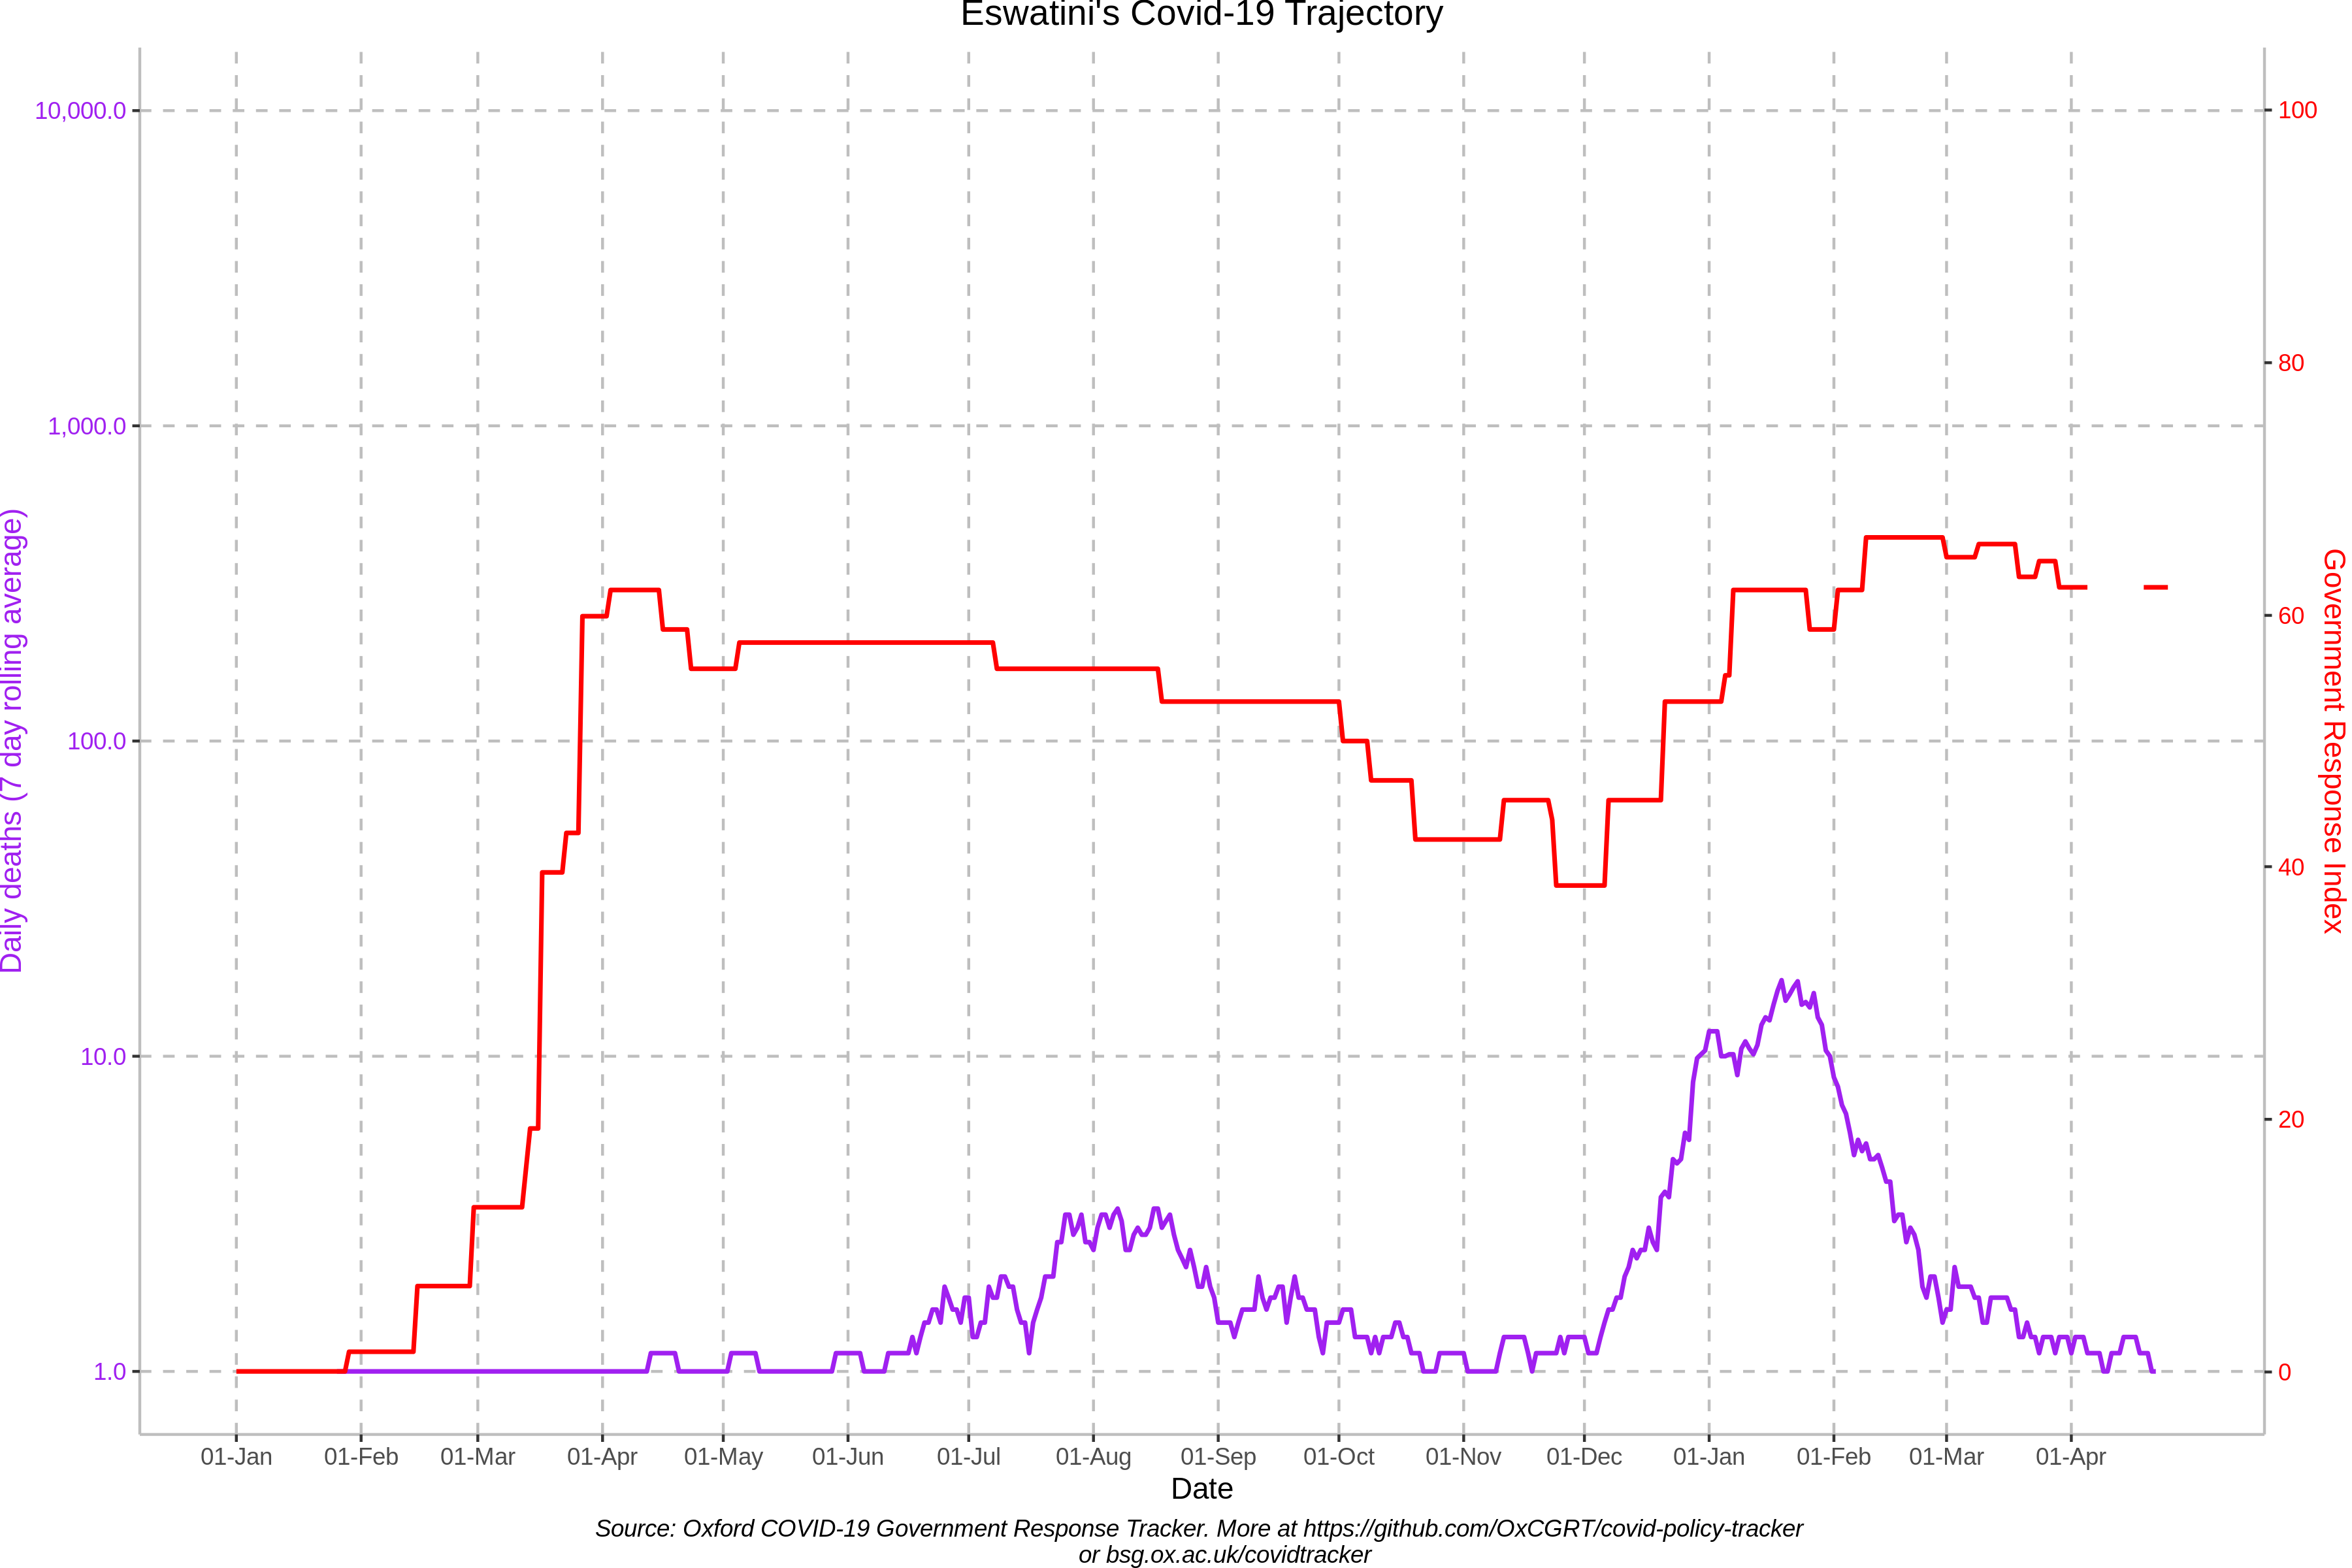 Eswatini's Covid-19 Trajectory
10,000.0
1,000.0
100.0
10.0
1.0
Daily deaths (7 day rolling average)
100
80
60
40
20
0
Government Response Index
01-Jan 01-Feb 01-Mar 01-Apr 01-May 01-Jun 01-Jul 01-Aug 01-Sep 01-Oct 01-Nov 01-Dec 01-Jan 01-Feb 01-Mar 01-Apr
Date
Source: Oxford COVID-19 Government Response Tracker. More at https://github.com/OxCGRT/covid-policy-tracker
or bsg.ox.ac.uk/covidtracker